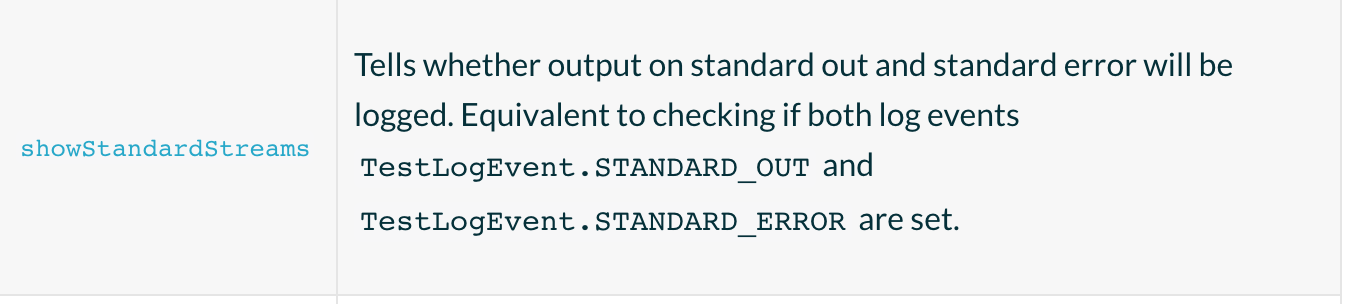 showStandardStreams
Tells whether output on standard out and standard error will be
logged. Equivalent to checking if both log events
TestLogEvent.STANDARD_OUT and
TestLogEvent.STANDARD_ERROR are set.